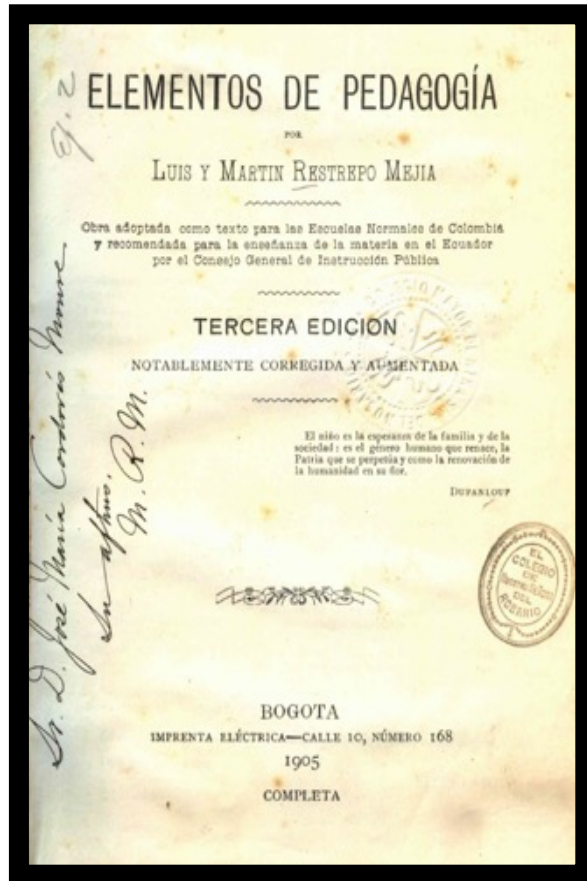 ELEMENTOS DE PEDAGOGÍA
POR
LUIS Y MARTIN RESTREPO MEJIA
Obra adoptada como texto para las Escuelas Normales de Colombia
y recomendada para la enseñanza de la materia en el Ecuador
por el Consejo General de Instrucción Pública
TERCERA EDICION
NOTABLEMENTE CORREGIDA Y AUMENTADA
El niño es la esperanza de la familia y de la
sociedad: es el género humano que renace, la
Patria que se perpetúa y como la renovación de
la humanidad en su flor.
DUPANLOUP
BOGOTA
IMPRENTA ELÉCTRICA—CALLE 10, NÚMERO 168
1905
COMPLETA
Ej. 2
Sr. D. José María Cordovés Moure
Su afmo.
M. R. M.
EL
COLEGIO
DE
DEL
ROSARIO